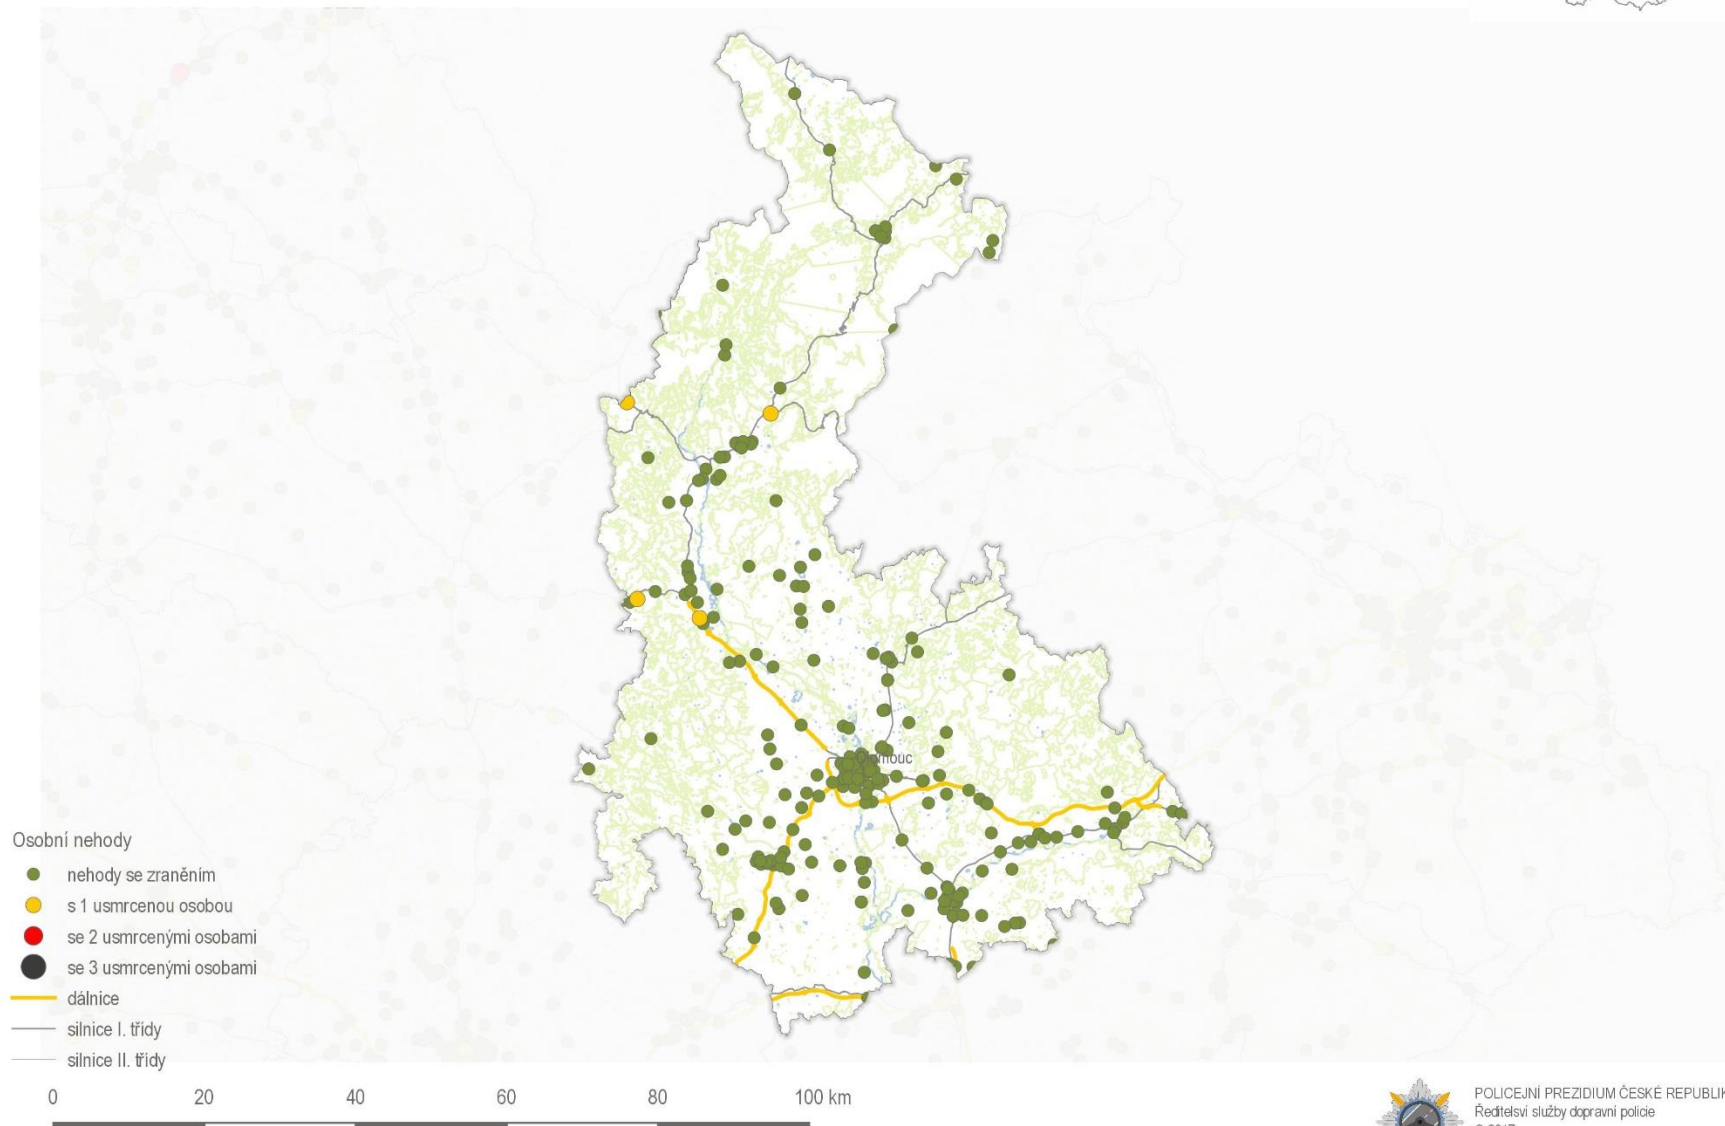 Olomouc
Osobní nehody
nehody se zraněním
s 1 usmrcenou osobou
se 2 usmrcenými osobami
se 3 usmrcenými osobami
dálnice
silnice I. třídy
silnice II. třídy
0 20 40 60 80 100 km
POLICEJNÍ PREZIDIUM ČESKÉ REPUBLIK
Ředitelsví služby dopravní policie